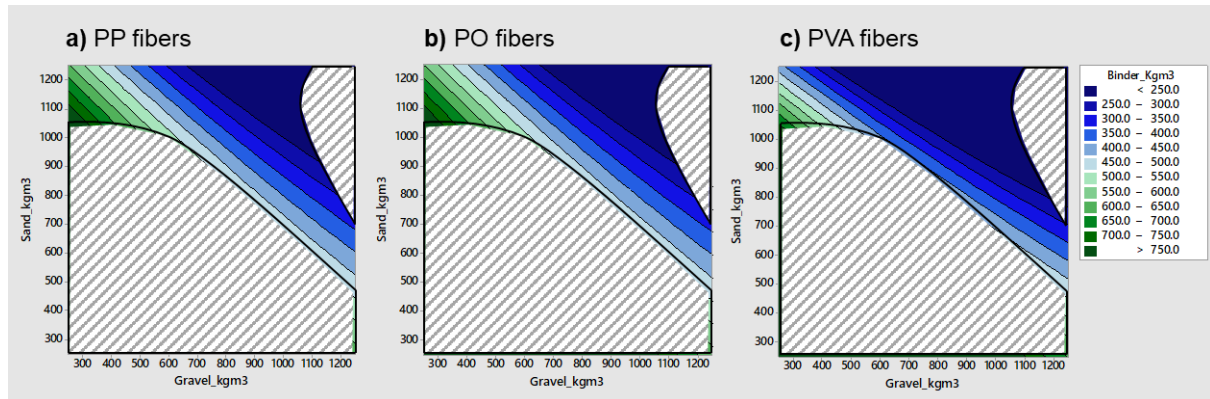 a) PP fibers
b) PO fibers
c) PVA fibers
1200
1100
1000
900
800
700
600
500
400
300
Sand_kgm3
300 400 500 600 700 800 900 1000 1100 1200
Gravel_kgm3
1200
1100
1000
900
800
700
600
500
400
300
Sand_kgm3
300 400 500 600 700 800 900 1000 1100 1200
Gravel_kgm3
1200
1100
1000
900
800
700
600
500
400
300
Sand_kgm3
300 400 500 600 700 800 900 1000 1100 1200
Gravel_kgm3
Binder_Kgm3
< 250.0
250.0 – 300.0
300.0 – 350.0
350.0 – 400.0
400.0 – 450.0
450.0 – 500.0
500.0 – 550.0
550.0 – 600.0
600.0 – 650.0
650.0 – 700.0
700.0 – 750.0
> 750.0